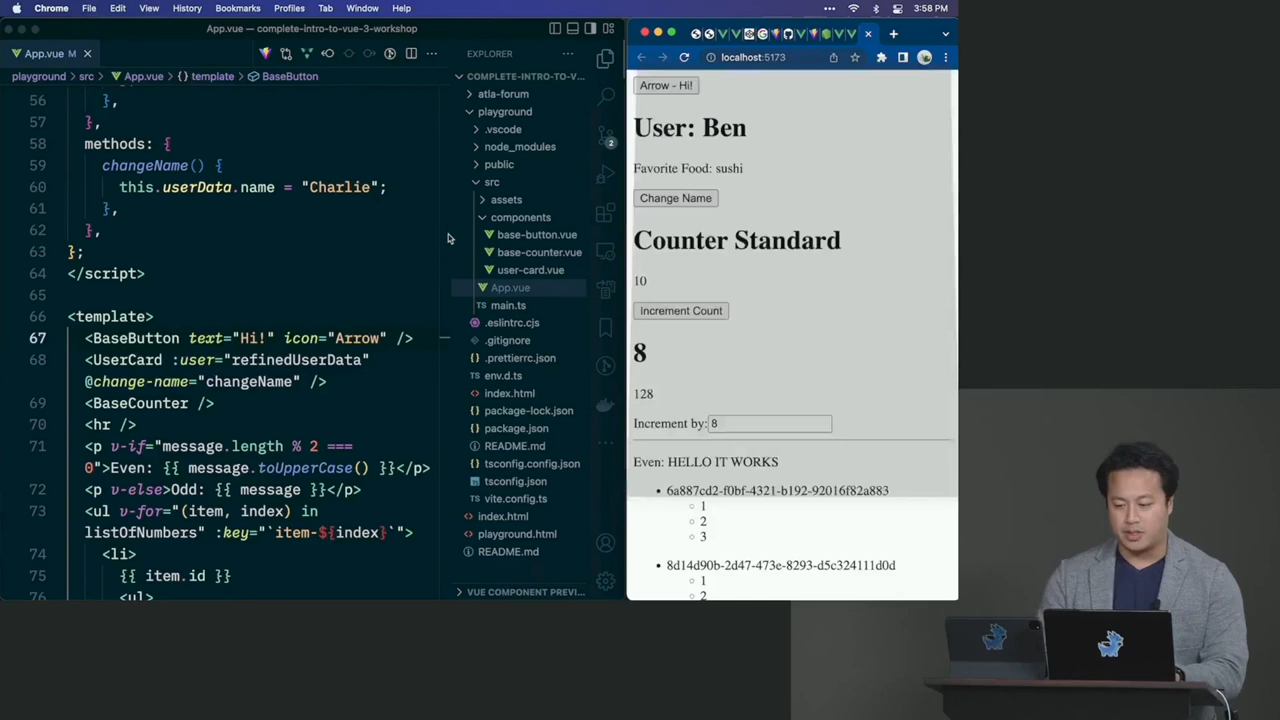 Chrome File Edit View History Bookmarks Profiles Tab Window Help
3:58 PM
App.vue — complete-intro-to-vue-3-workshop
App.vue M
playground > src > App.vue > {} template > BaseButton
56 },
57 },
58 methods: {
59 changeName() {
60 this.userData.name = "Charlie";
61 },
62 },
63 };
64 </script>
65
66 <template>
67 <BaseButton text="Hi!" icon="Arrow" />
68 <UserCard :user="refinedUserData"
@change-name="changeName" />
69 <BaseCounter />
70 <hr />
71 <p v-if="message.length % 2 ===
0">Even: {{ message.toUpperCase() }}</p>
72 <p v-else>Odd: {{ message }}</p>
73 <ul v-for="(item, index) in
listOfNumbers" :key="`item-${index}`">
74 <li>
75 {{ item.id }}
76 <ul>
EXPLORER
COMPLETE-INTRO-TO-V...
atla-forum
playground
.vscode
node_modules
public
src
assets
components
base-button.vue
base-counter.vue
user-card.vue
App.vue
TS main.ts
.eslintrc.cjs
.gitignore
{} .prettierrc.json
TS env.d.ts
<> index.html
{} package-lock.json
{} package.json
README.md
tsconfig.config.json
tsconfig.json
vite.config.ts
<> index.html
<> playground.html
README.md
VUE COMPONENT PREVI...
2
localhost:5173
Arrow - Hi!
User: Ben
Favorite Food: sushi
Change Name
Counter Standard
10
Increment Count
8
128
Increment by: 8
Even: HELLO IT WORKS
6a887cd2-f0bf-4321-b192-92016f82a883
1
2
3
8d14d90b-2d47-473e-8293-d5c324111d0d
1
2